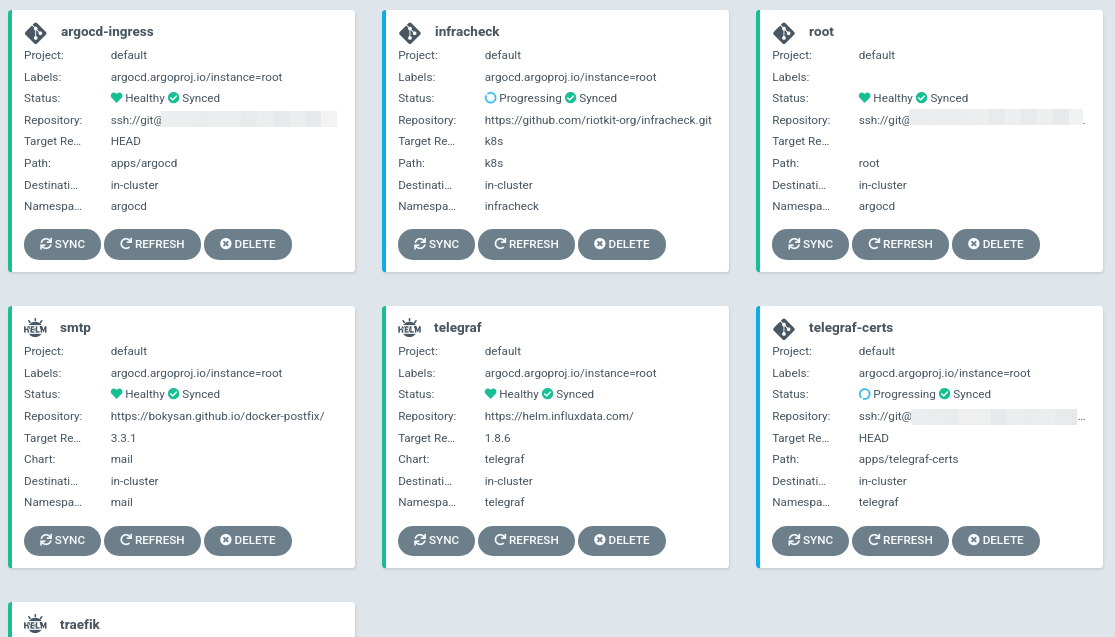 argocd-ingress
Project: default
Labels: argocd.argoproj.io/instance=root
Status: Healthy Synced
Repository: ssh://git@
Target Re... HEAD
Path: apps/argocd
Destinati... in-cluster
Namespa... argocd
SYNC REFRESH DELETE
infracheck
Project: default
Labels: argocd.argoproj.io/instance=root
Status: Progressing Synced
Repository: https://github.com/riotkit-org/infracheck.git
Target Re... k8s
Path: k8s
Destinati... in-cluster
Namespa... infracheck
SYNC REFRESH DELETE
root
Project: default
Labels:
Status: Healthy Synced
Repository: ssh://git@
Target Re...
Path: root
Destinati... in-cluster
Namespa... argocd
SYNC REFRESH DELETE
HELM smtp
Project: default
Labels: argocd.argoproj.io/instance=root
Status: Healthy Synced
Repository: https://bokysan.github.io/docker-postfix/
Target Re... 3.3.1
Chart: mail
Destinati... in-cluster
Namespa... mail
SYNC REFRESH DELETE
HELM telegraf
Project: default
Labels: argocd.argoproj.io/instance=root
Status: Healthy Synced
Repository: https://helm.influxdata.com/
Target Re... 1.8.6
Chart: telegraf
Destinati... in-cluster
Namespa... telegraf
SYNC REFRESH DELETE
telegraf-certs
Project: default
Labels: argocd.argoproj.io/instance=root
Status: Progressing Synced
Repository: ssh://git@ ...
Target Re... HEAD
Path: apps/telegraf-certs
Destinati... in-cluster
Namespa... telegraf
SYNC REFRESH DELETE
HELM traefik